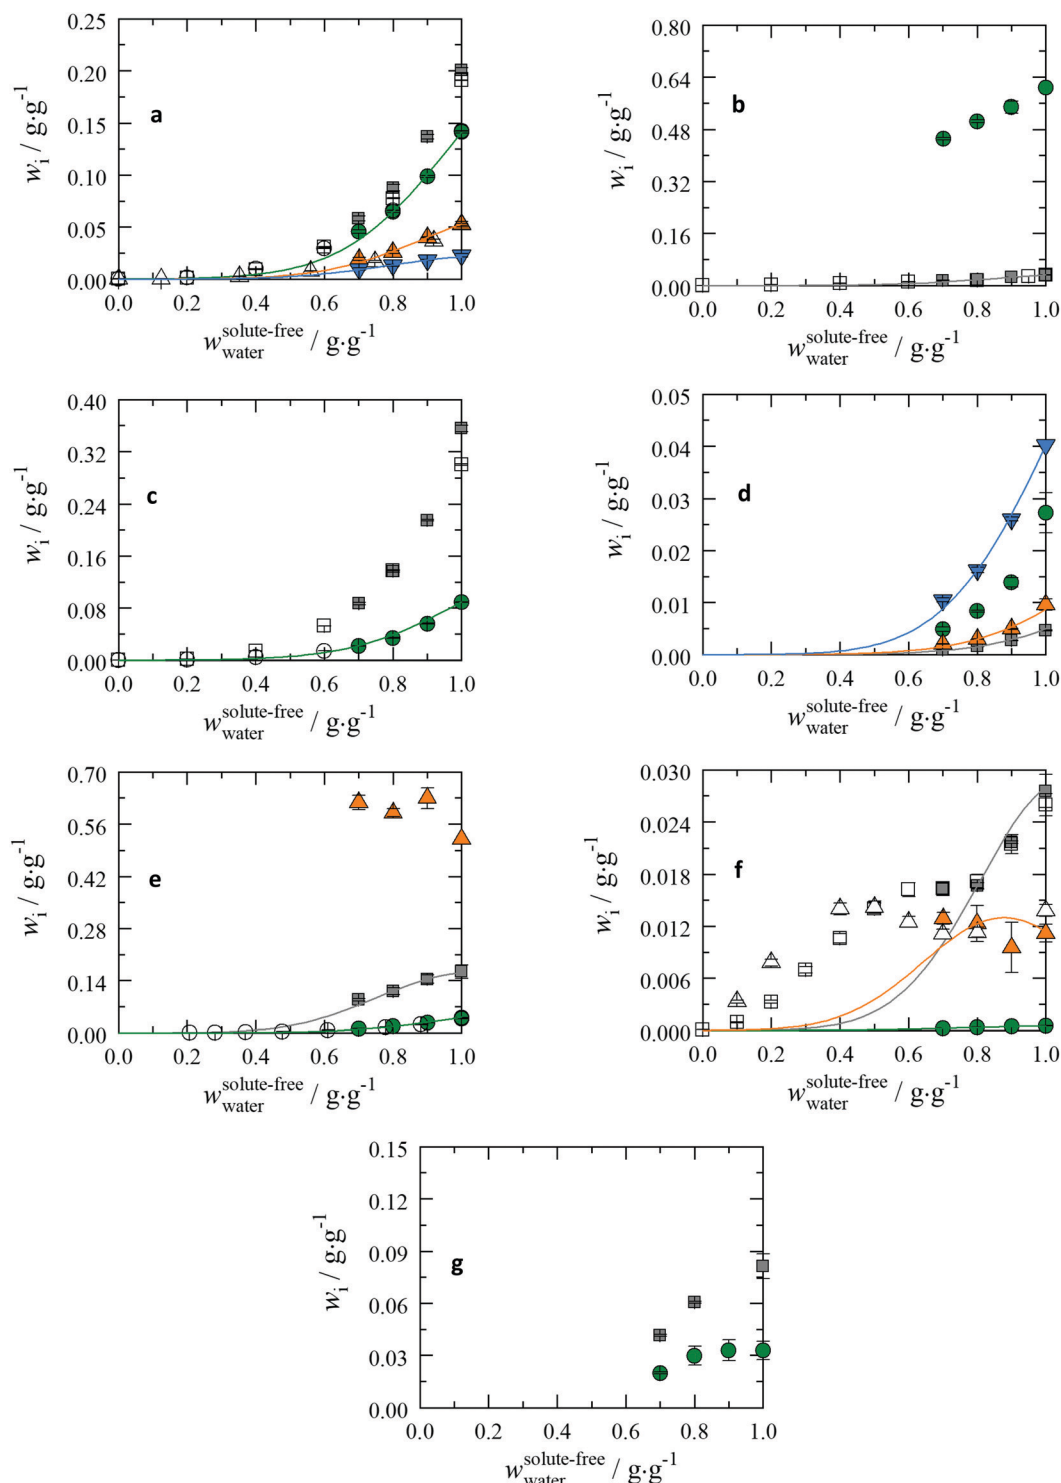 0.25
0.20
0.15
0.10
0.05
0.00
w_i / g·g⁻¹
a
0.0 0.2 0.4 0.6 0.8 1.0
w_water^solute-free / g·g⁻¹
0.80
0.64
0.48
0.32
0.16
0.00
w_i / g·g⁻¹
b
0.0 0.2 0.4 0.6 0.8 1.0
w_water^solute-free / g·g⁻¹
0.40
0.32
0.24
0.16
0.08
0.00
w_i / g·g⁻¹
c
0.0 0.2 0.4 0.6 0.8 1.0
w_water^solute-free / g·g⁻¹
0.05
0.04
0.03
0.02
0.01
0.00
w_i / g·g⁻¹
d
0.0 0.2 0.4 0.6 0.8 1.0
w_water^solute-free / g·g⁻¹
0.70
0.56
0.42
0.28
0.14
0.00
w_i / g·g⁻¹
e
0.0 0.2 0.4 0.6 0.8 1.0
w_water^solute-free / g·g⁻¹
0.030
0.024
0.018
0.012
0.006
0.000
w_i / g·g⁻¹
f
0.0 0.2 0.4 0.6 0.8 1.0
w_water^solute-free / g·g⁻¹
0.15
0.12
0.09
0.06
0.03
0.00
w_i / g·g⁻¹
g
0.0 0.2 0.4 0.6 0.8 1.0
w_water^solute-free / g·g⁻¹